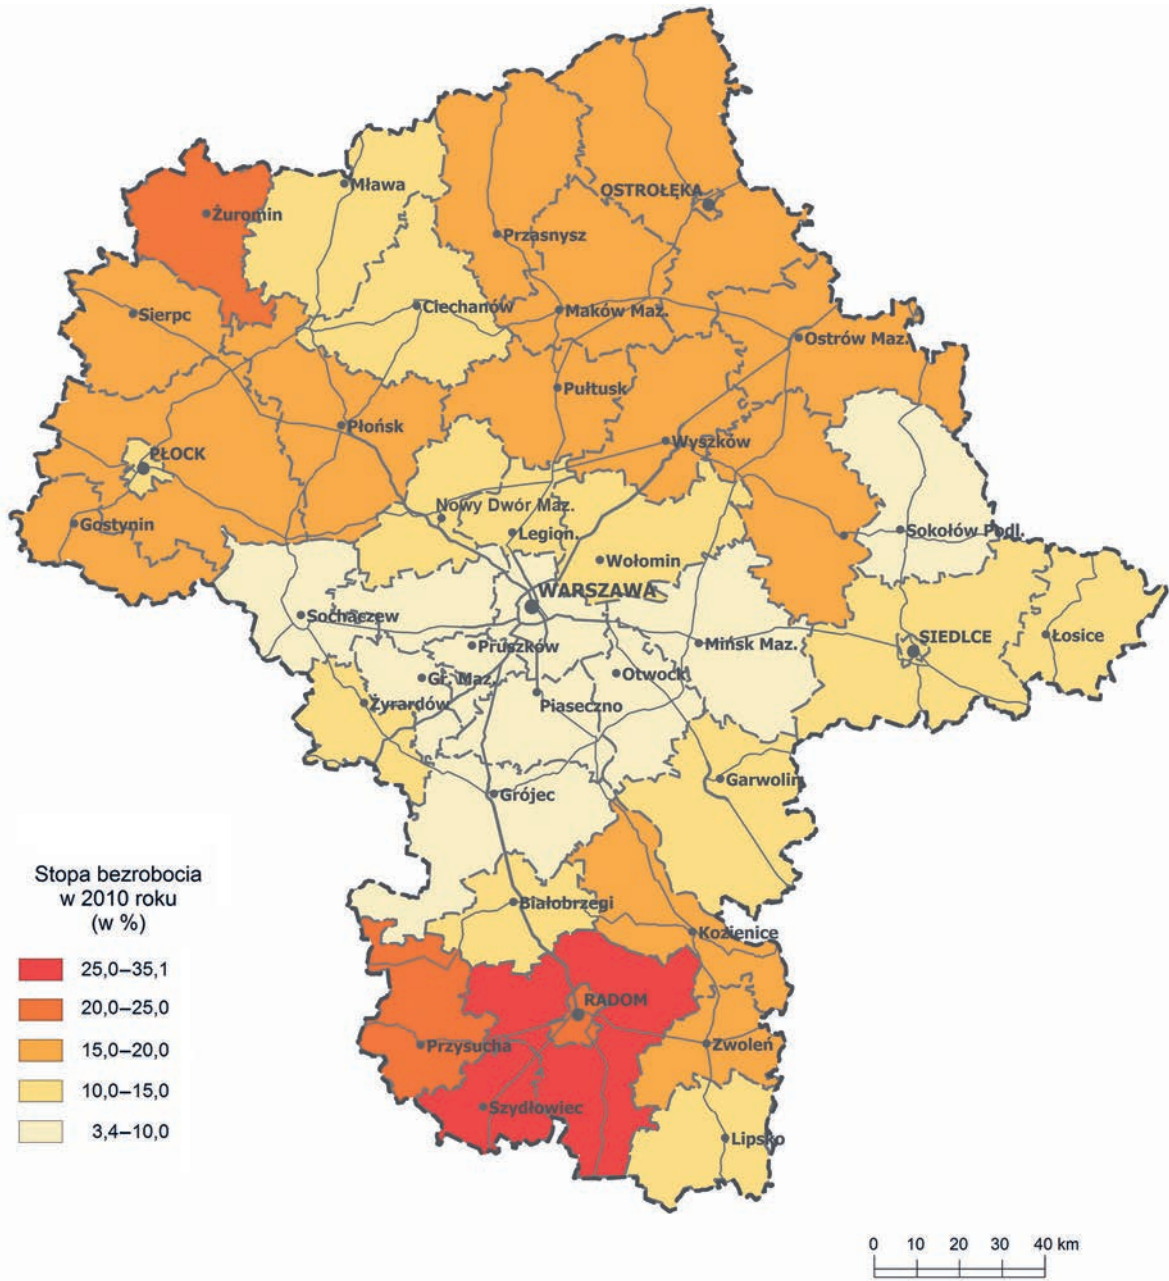 Mława
OSTROŁĘKA
Żuromin
Przasnysz
Ciechanów
Maków Maz.
Sierpc
Ostrów Maz.
Pułtusk
Płońsk
Wyszków
PŁOCK
Nowy Dwór Maz.
Gostynin
Legion.
Sokołów Podl.
Wołomin
WARSZAWA
Sochaczew
SIEDLCE
Łosice
Pruszków
Mińsk Maz.
Gr. Maz.
Otwock
Żyrardów
Piaseczno
Garwolin
Grójec
Białobrzegi
Kozienice
RADOM
Przysucha
Zwoleń
Szydłowiec
Lipsko
Stopa bezrobocia
w 2010 roku
(w %)
25,0–35,1
20,0–25,0
15,0–20,0
10,0–15,0
3,4–10,0
0 10 20 30 40 km